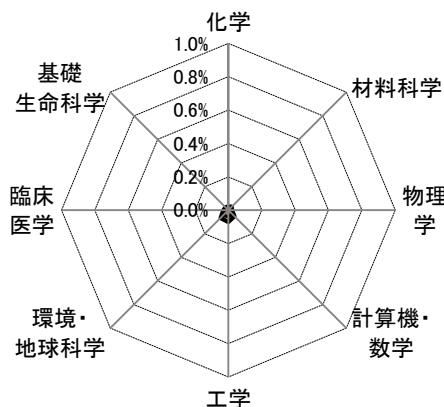 化学
1.0%
0.8%
0.6%
0.4%
0.2%
0.0%
材料科学
物理
学
計算機・
数学
工学
環境・
地球科学
臨床
医学
基礎
生命科学